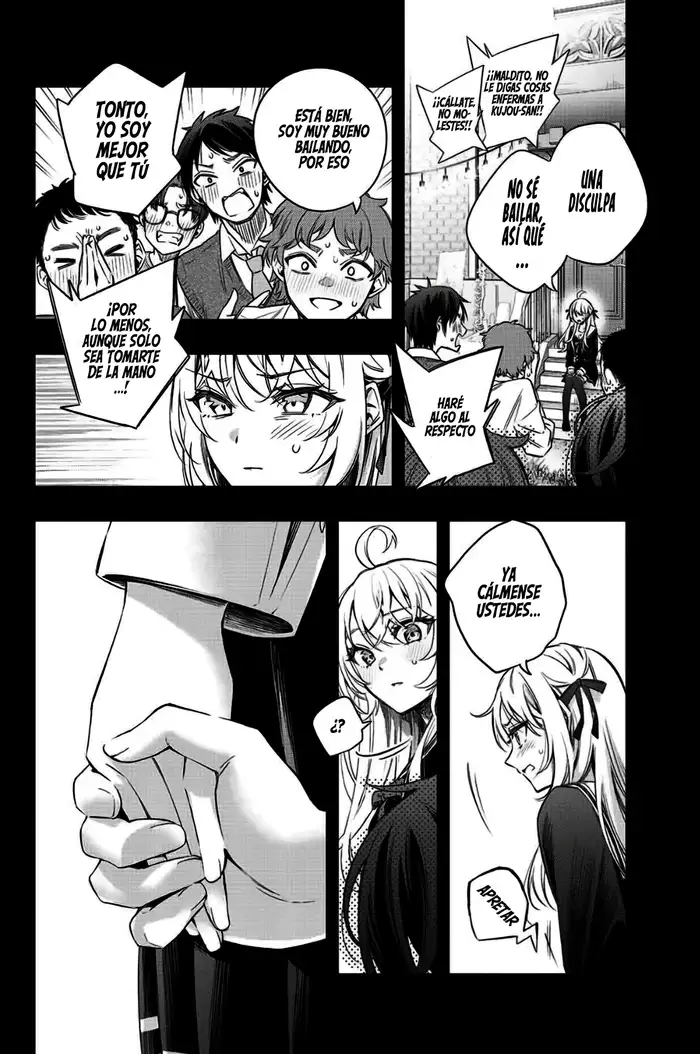 ¡¡MALDITO, NO
LE DIGAS COSAS
ENFERMAS A
KUJOU-SAN!!
¡¡CÁLLATE,
NO MO-
LESTES!!
UNA
DISCULPA
NO SÉ
BAILAR,
ASÍ QUE
...
HARÉ
ALGO AL
RESPECTO
ESTÁ BIEN,
SOY MUY BUENO
BAILANDO,
POR ESO
TONTO,
YO SOY
MEJOR
QUE TÚ
¡POR
LO MENOS,
AUNQUE SOLO
SEA TOMARTE
DE LA MANO
...!
YA
CÁLMENSE
USTEDES...
APRETAR
¿?